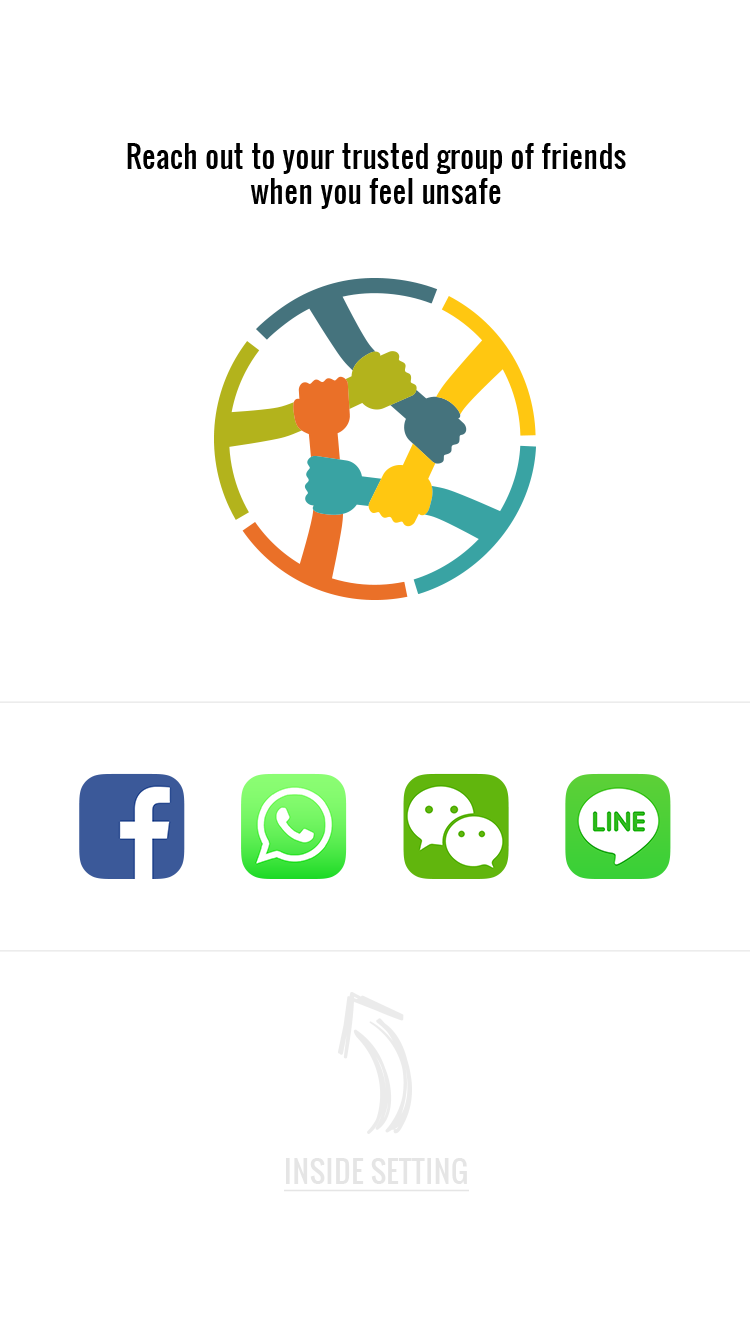 Reach out to your trusted group of friends
when you feel unsafe
LINE
INSIDE SETTING